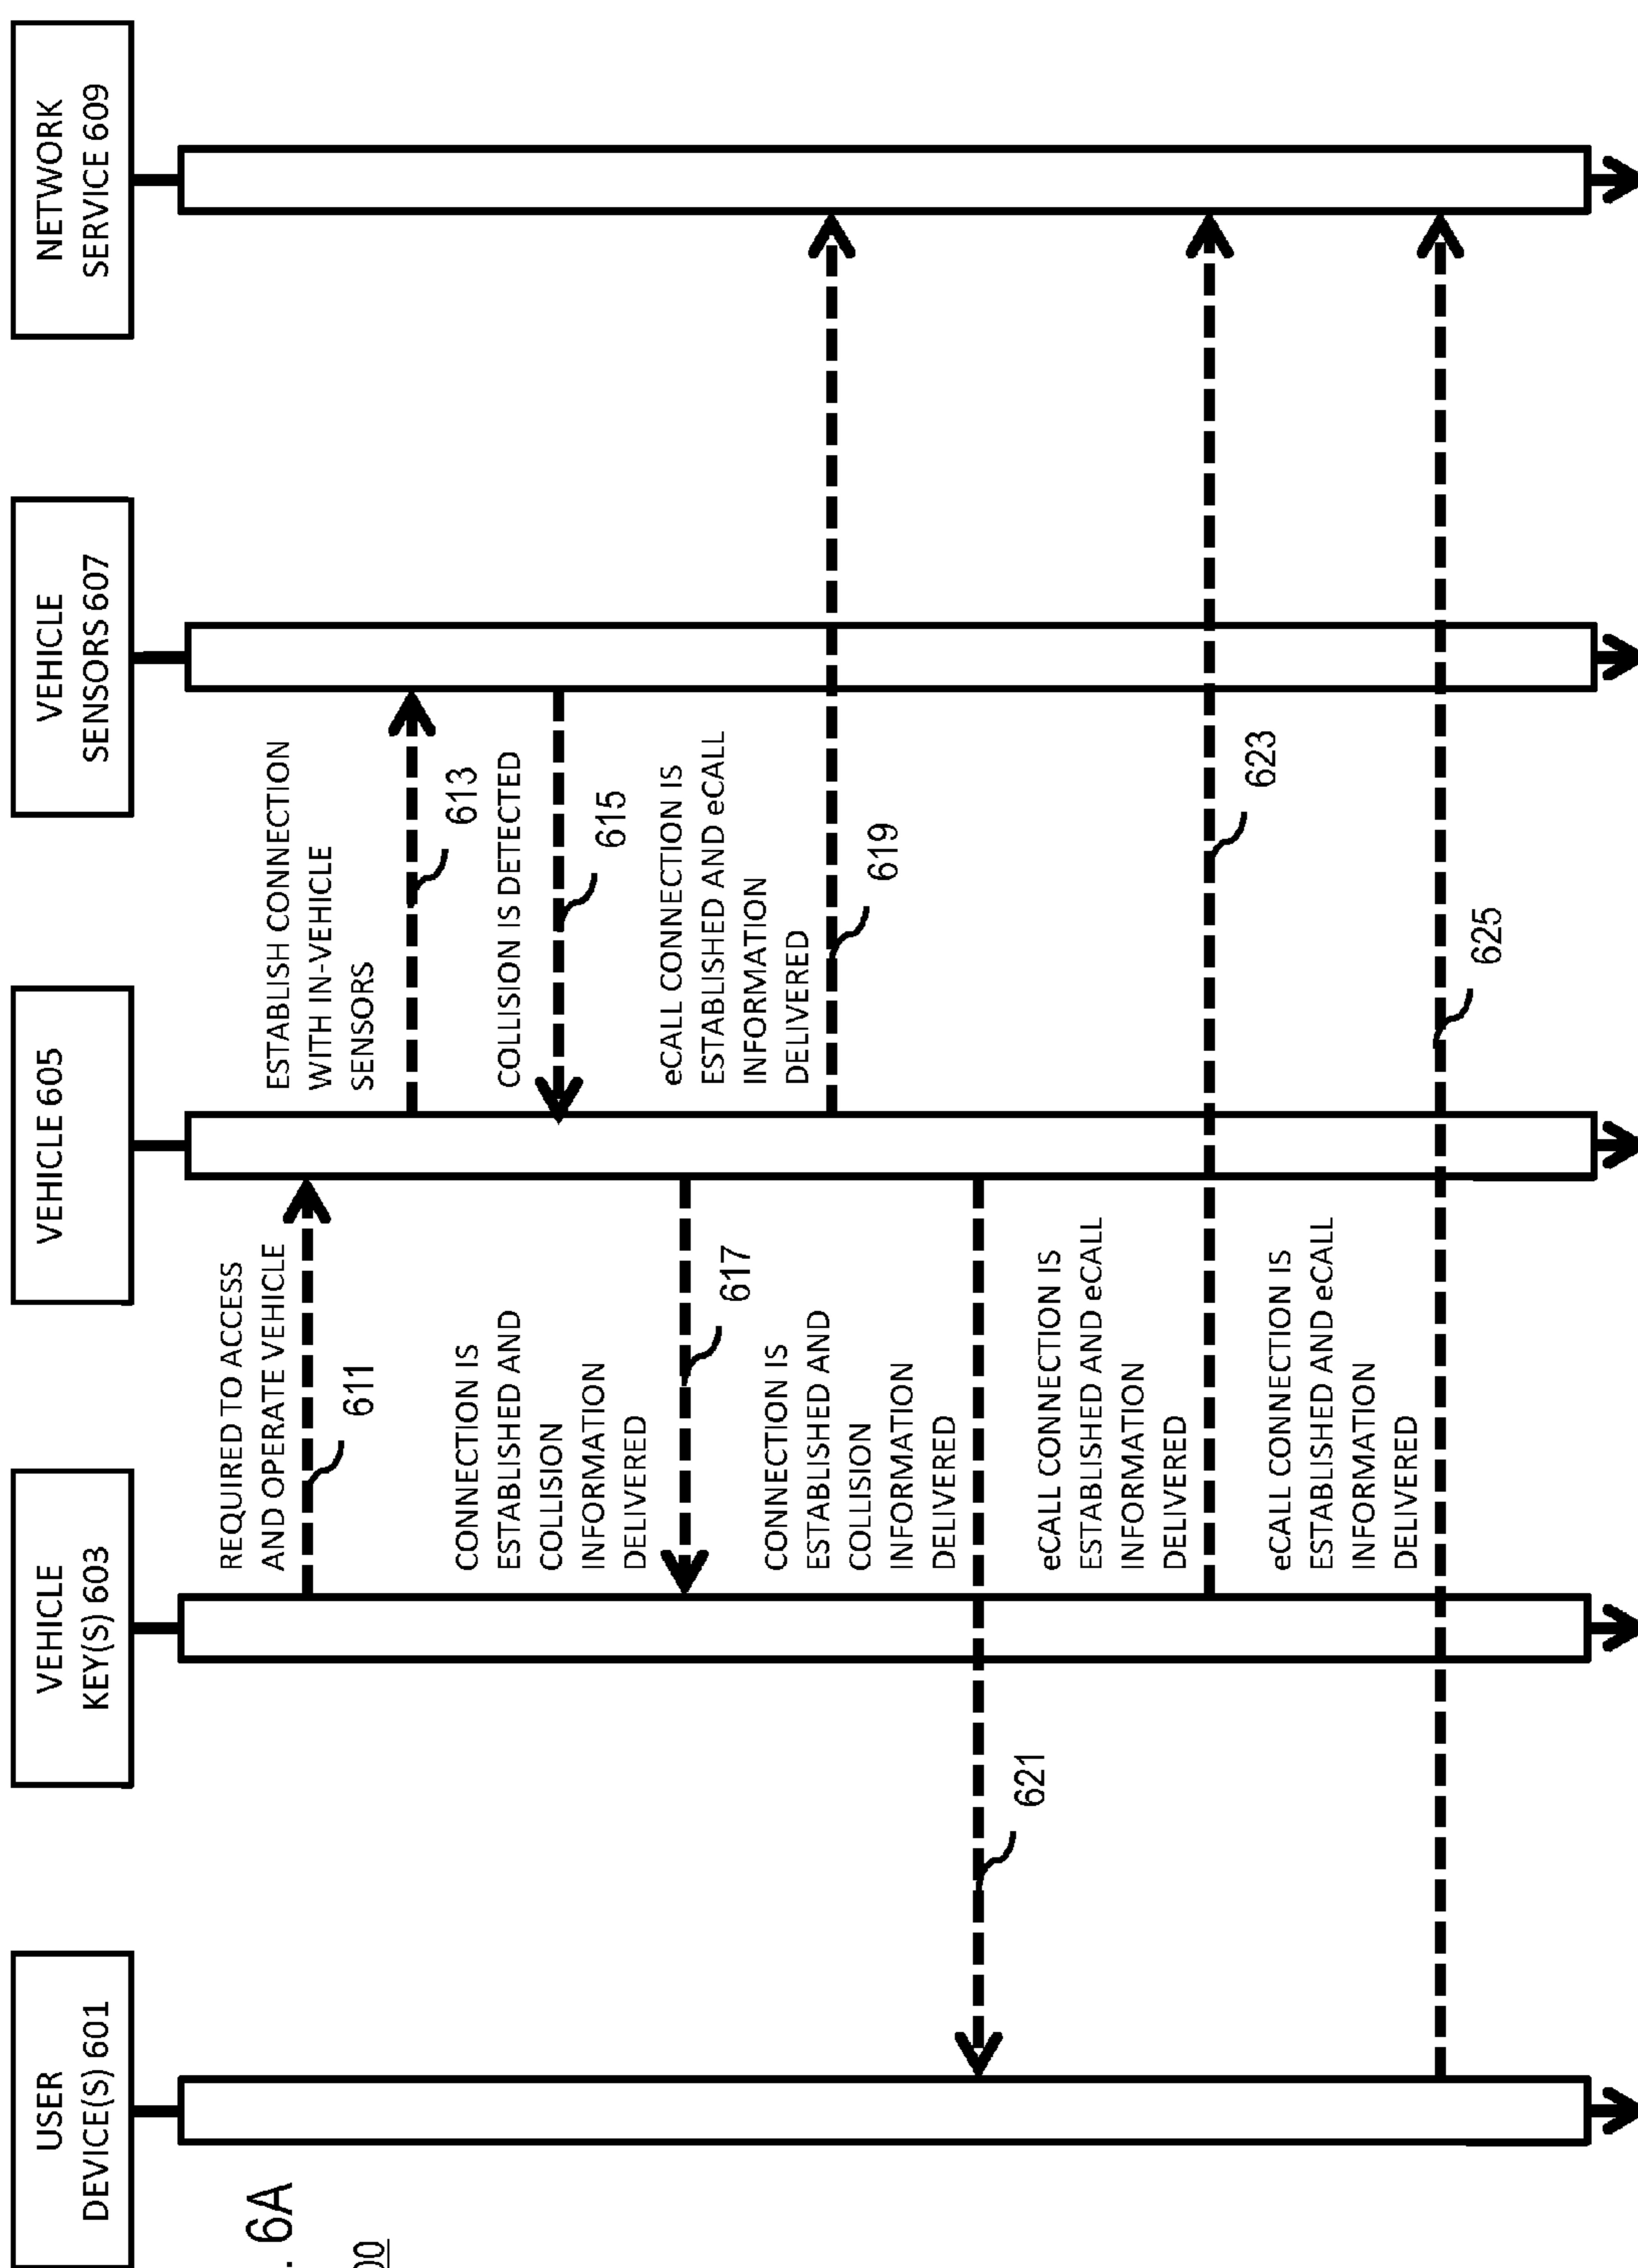 USER
DEVICE(S) 601
VEHICLE
KEY(S) 603
VEHICLE 605
VEHICLE
SENSORS 607
NETWORK
SERVICE 609
REQUIRED TO ACCESS
AND OPERATE VEHICLE
611
ESTABLISH CONNECTION
WITH IN-VEHICLE
SENSORS
613
COLLISION IS DETECTED
615
CONNECTION IS
ESTABLISHED AND
COLLISION
INFORMATION
DELIVERED
617
eCALL CONNECTION IS
ESTABLISHED AND eCALL
INFORMATION
DELIVERED
619
CONNECTION IS
ESTABLISHED AND
COLLISION
INFORMATION
DELIVERED
621
eCALL CONNECTION IS
ESTABLISHED AND eCALL
INFORMATION
DELIVERED
623
eCALL CONNECTION IS
ESTABLISHED AND eCALL
INFORMATION
DELIVERED
625
6A